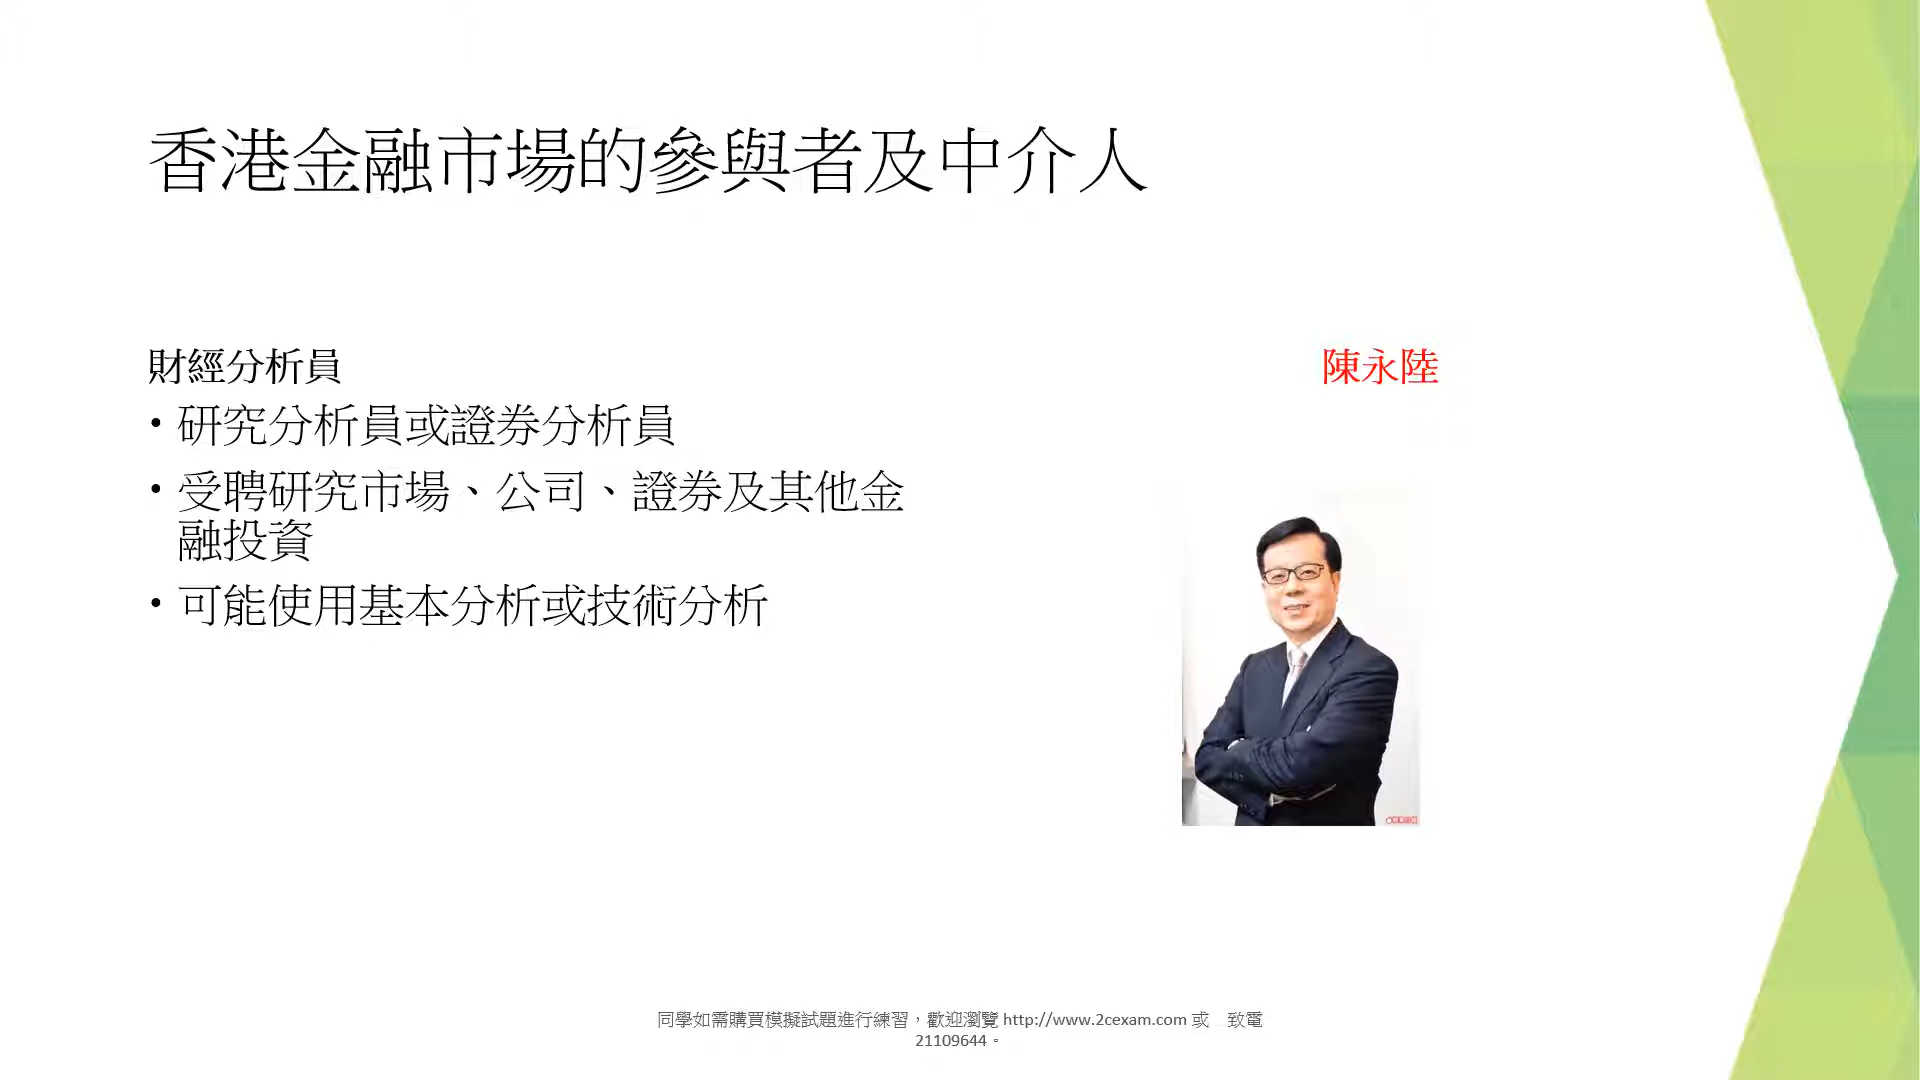 香港金融市場的參與者及中介人
財經分析員
• 研究分析員或證券分析員
• 受聘研究市場、公司、證券及其他金
融投資
• 可能使用基本分析或技術分析
陳永陸
同學如需購買模擬試題進行練習，歡迎瀏覽 http://www.2cexam.com 或　致電
21109644。